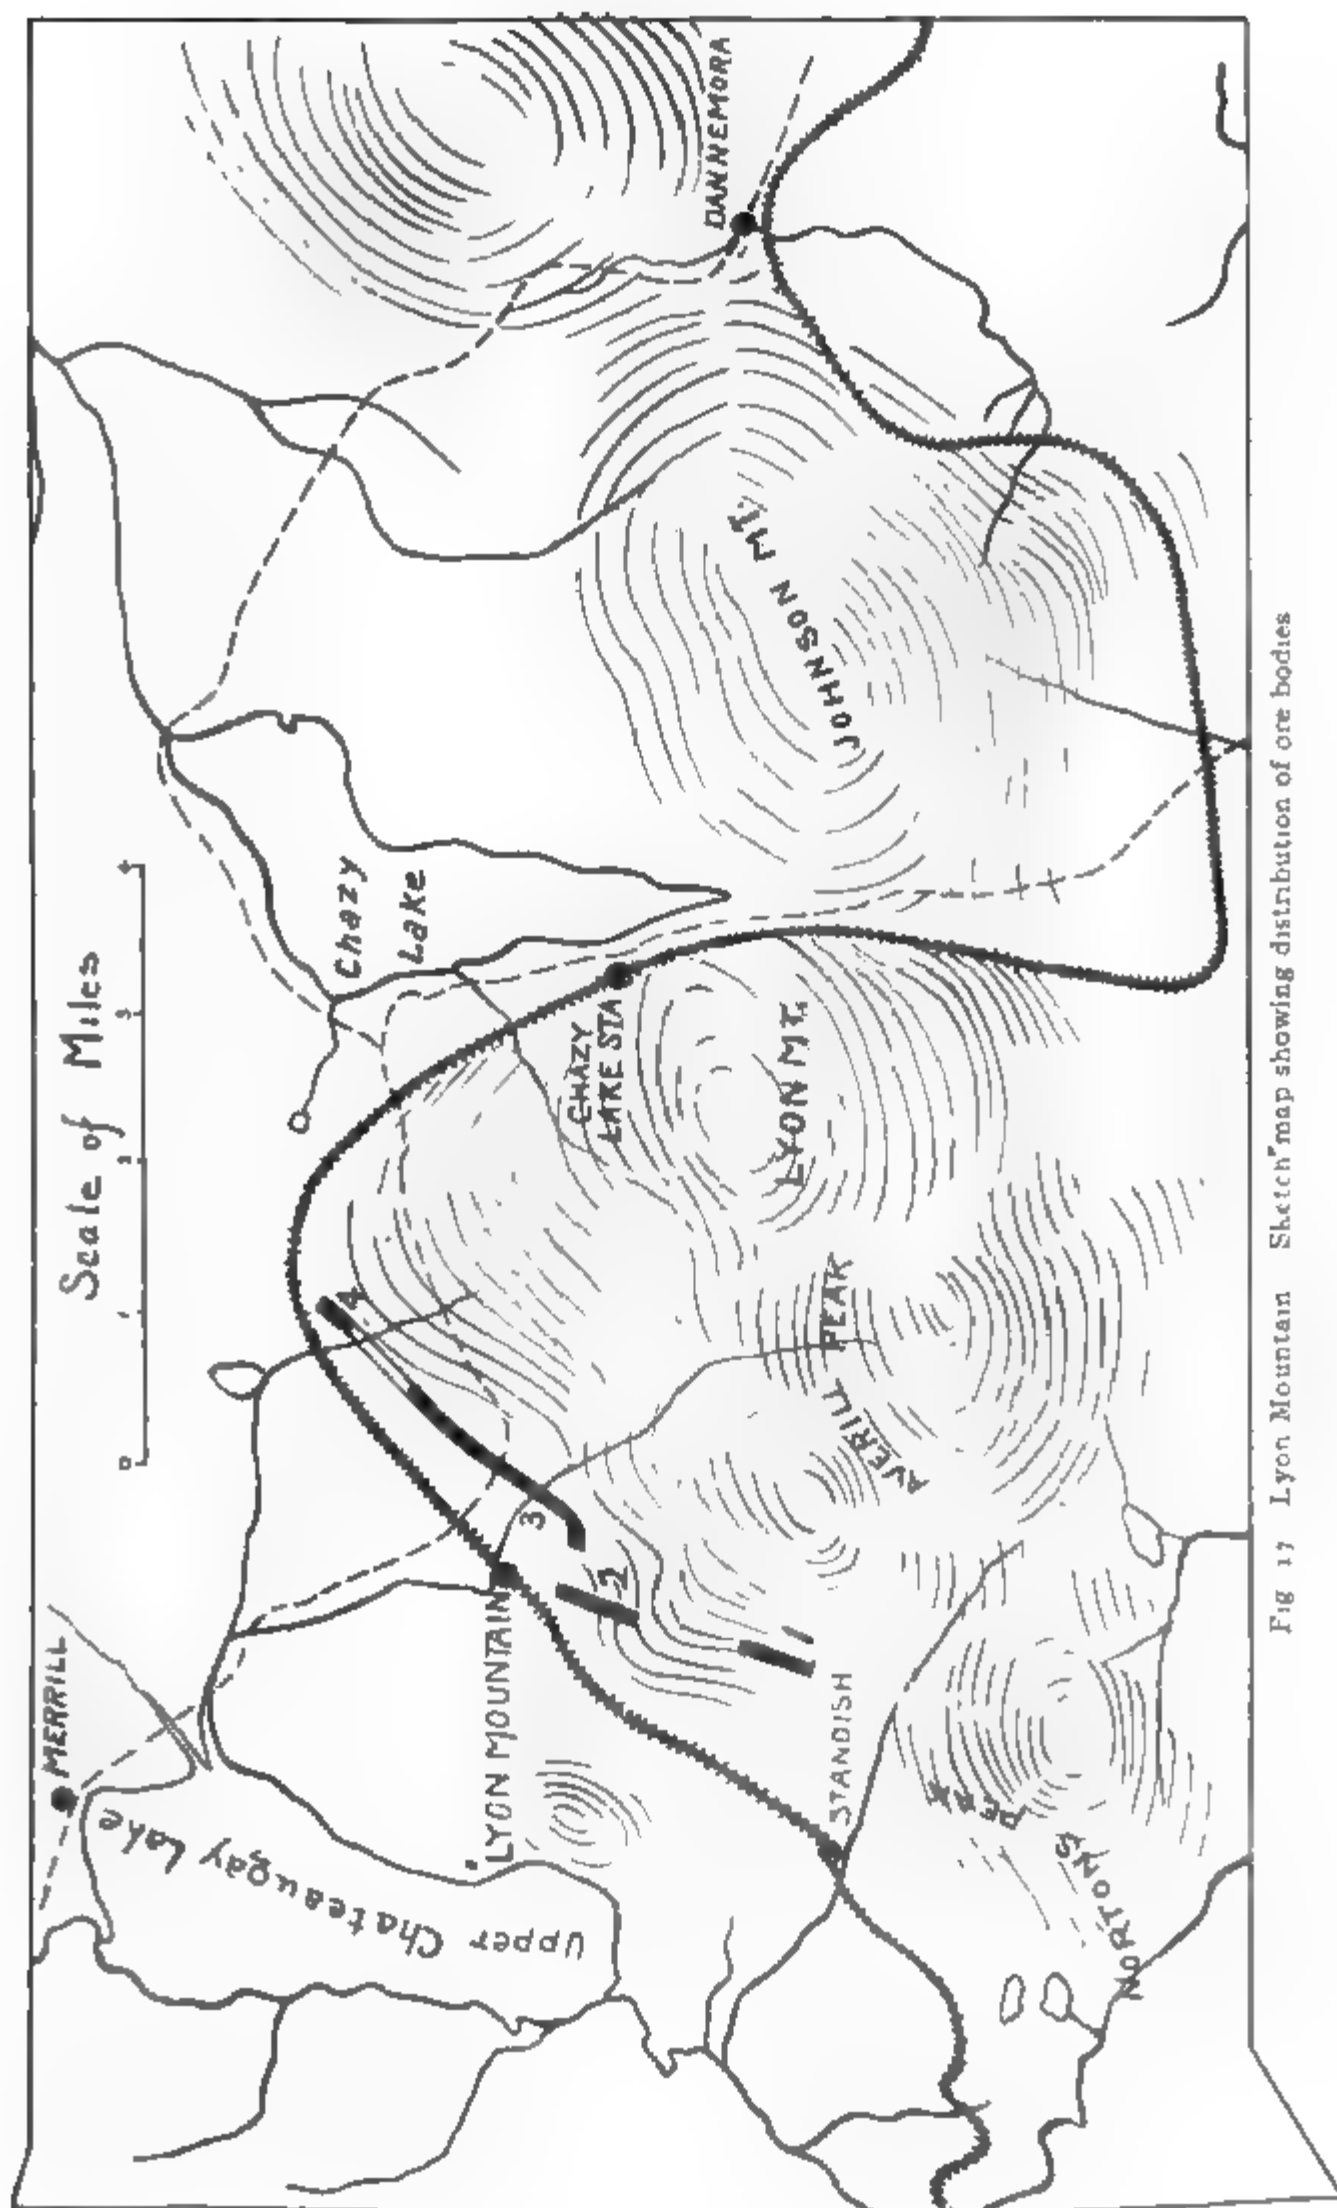 MERRILL
Upper Chateaugay Lake
LYON MOUNTAIN
STANDISH
NORTONS
PEAK
Scale of Miles
0 1 2 3 4
4
3
2
AVERILL PEAK
LYON MT.
CHAZY
LAKE STA
Chazy
Lake
JOHNSON MT.
DANNEMORA
Fig 17 Lyon Mountain Sketch map showing distribution of ore bodies